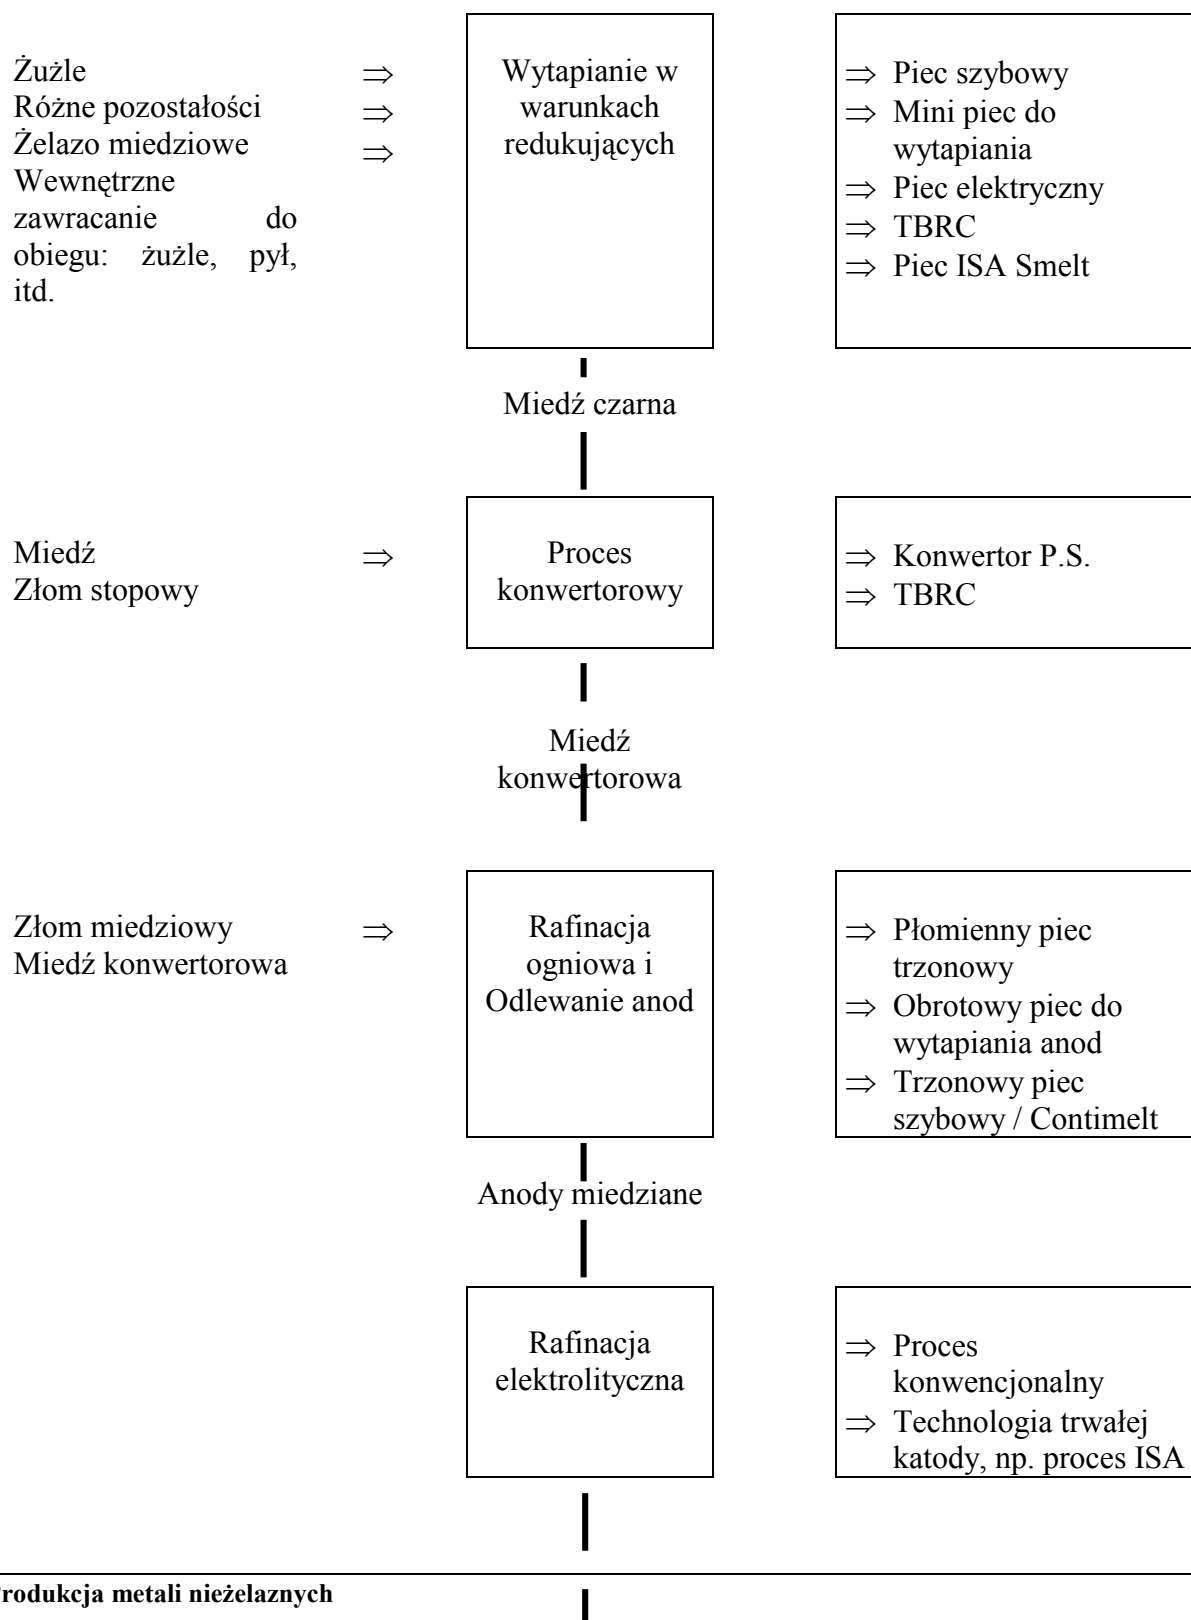 Żużle
Różne pozostałości
Żelazo miedziowe
Wewnętrzne
zawracanie do
obiegu: żużle, pył,
itd.
⇒
⇒
⇒
Wytapianie w
warunkach
redukujących
⇒ Piec szybowy
⇒ Mini piec do
wytapiania
⇒ Piec elektryczny
⇒ TBRC
⇒ Piec ISA Smelt
Miedź czarna
Miedź
Złom stopowy
⇒
Proces
konwertorowy
⇒ Konwertor P.S.
⇒ TBRC
Miedź
konwertorowa
Złom miedziowy
Miedź konwertorowa
⇒
Rafinacja
ogniowa i
Odlewanie anod
⇒ Płomienny piec
trzonowy
⇒ Obrotowy piec do
wytapiania anod
⇒ Trzonowy piec
szybowy / Contimelt
Anody miedziane
Rafinacja
elektrolityczna
⇒ Proces
konwencjonalny
⇒ Technologia trwałej
katody, np. proces ISA
rodukcja metali nieżelaznych